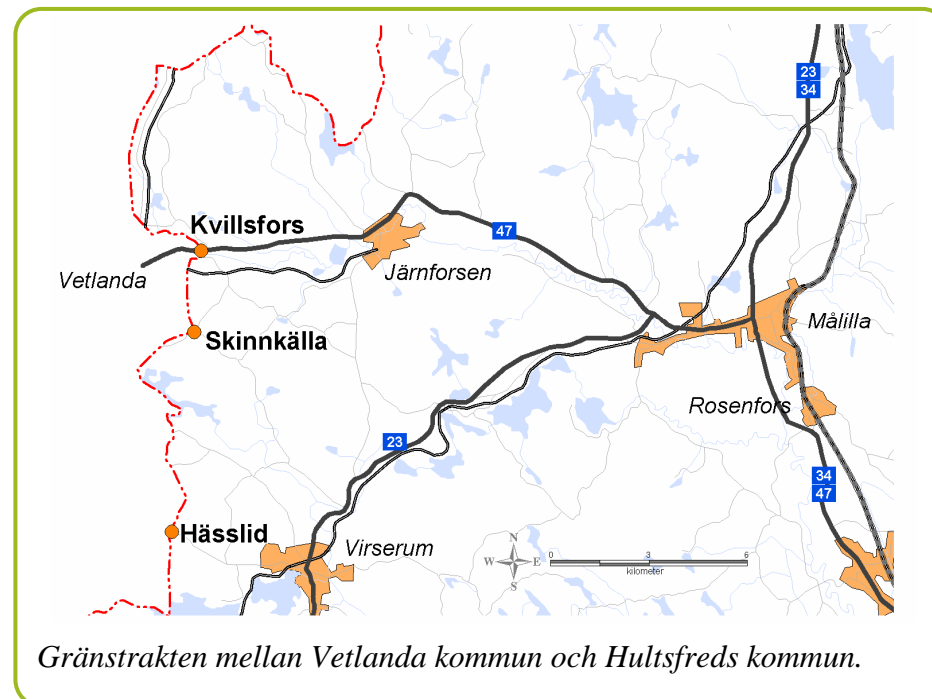 23
34
Kvillsfors
47
Vetlanda
Järnforsen
Målilla
Skinnkälla
Rosenfors
23
34
47
Hässlid
Virserum
N
W E
S
0 3 6
kilometer
Gränstrakten mellan Vetlanda kommun och Hultsfreds kommun.